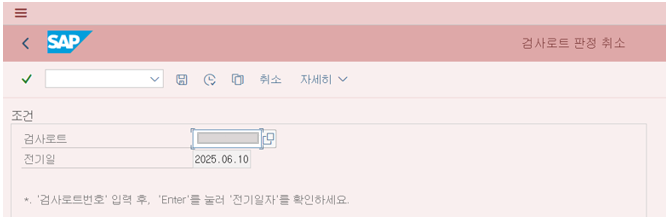 SAP
검사로트 판정 취소
취소 자세히
조건
검사로트
전기일 2025.06.10
*. '검사로트번호' 입력 후, 'Enter'를 눌러 '전기일자'를 확인하세요.